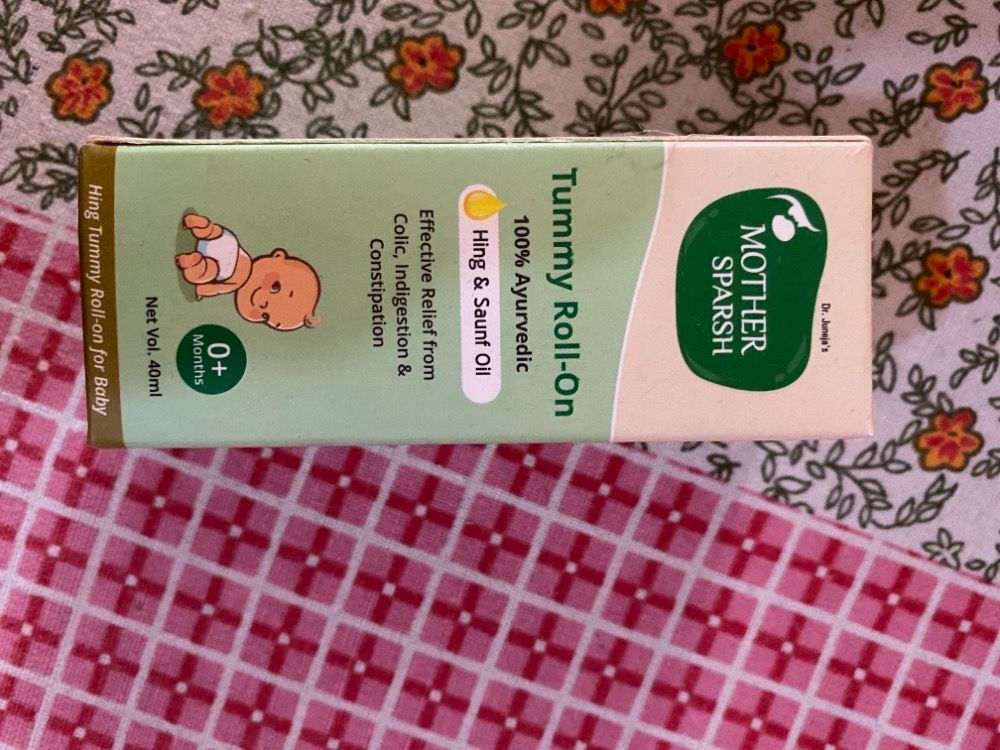 Dr. Juneja's
MOTHER
SPARSH
Tummy Roll-On
100% Ayurvedic
Hing & Saunf Oil
Effective Relief from
Colic, Indigestion &
Constipation
0+
Months
Net Vol. 40ml
Hing Tummy Roll-on for Baby